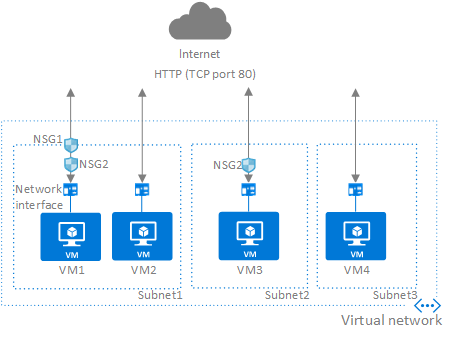 Internet
HTTP (TCP port 80)
NSG1
NSG2
NSG2
Network
interface
VM
VM
VM
VM
VM1
VM2
VM3
VM4
Subnet1
Subnet2
Subnet3
Virtual network